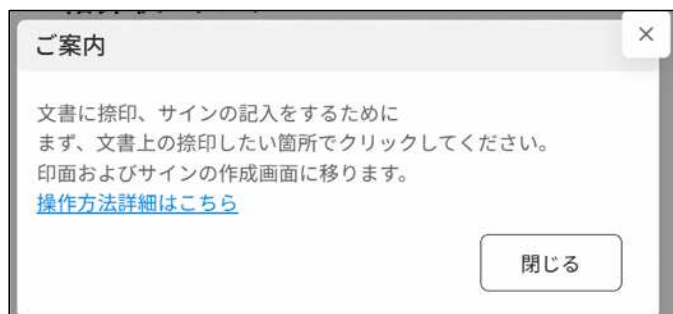 ご案内
文書に捺印、サインの記入をするために
まず、文書上の捺印したい箇所でクリックしてください。
印面およびサインの作成画面に移ります。
操作方法詳細はこちら
閉じる